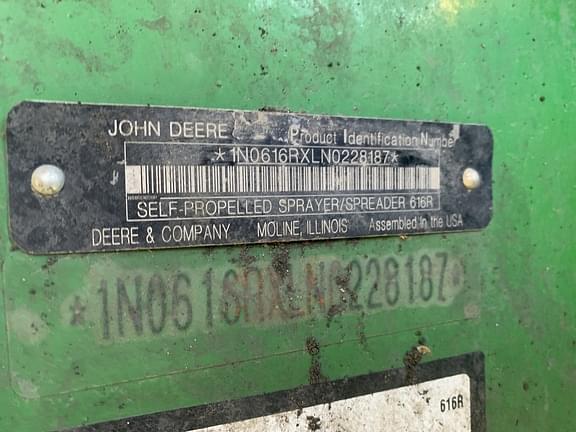 JOHN DEERE Product Identification Number
*1N0616RXLN0228187*
SELF-PROPELLED SPRAYER/SPREADER 616R
DEERE & COMPANY MOLINE, ILLINOIS Assembled in the USA
*1N0616RXLN0228187*
616R